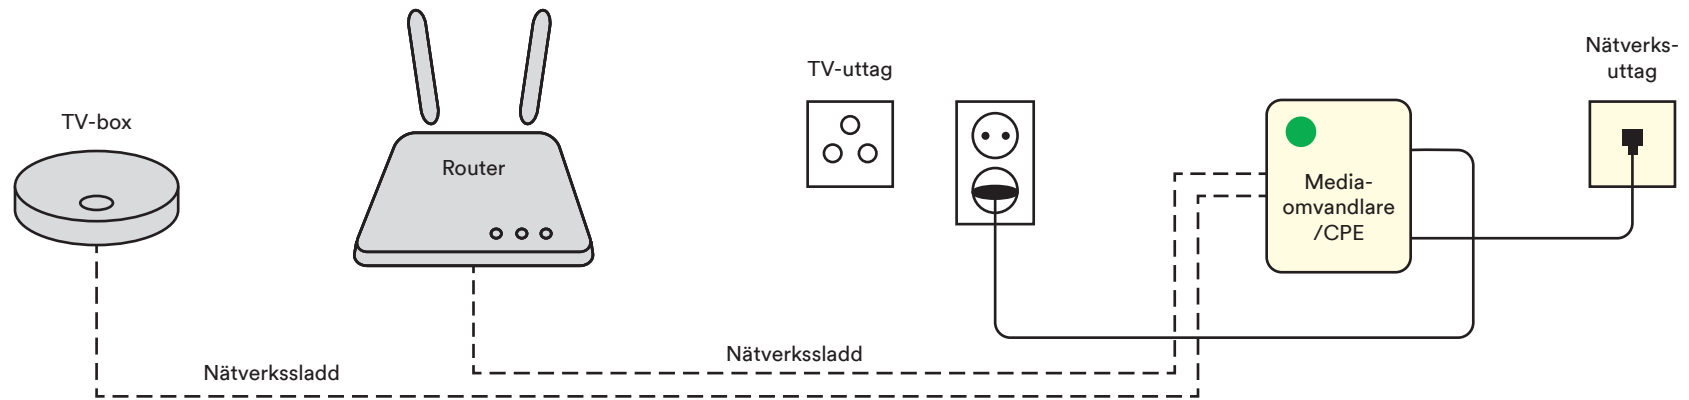 TV-box
Router
TV-uttag
Media-
omvandlare
/CPE
Nätverks-
uttag
Nätverkssladd
Nätverkssladd